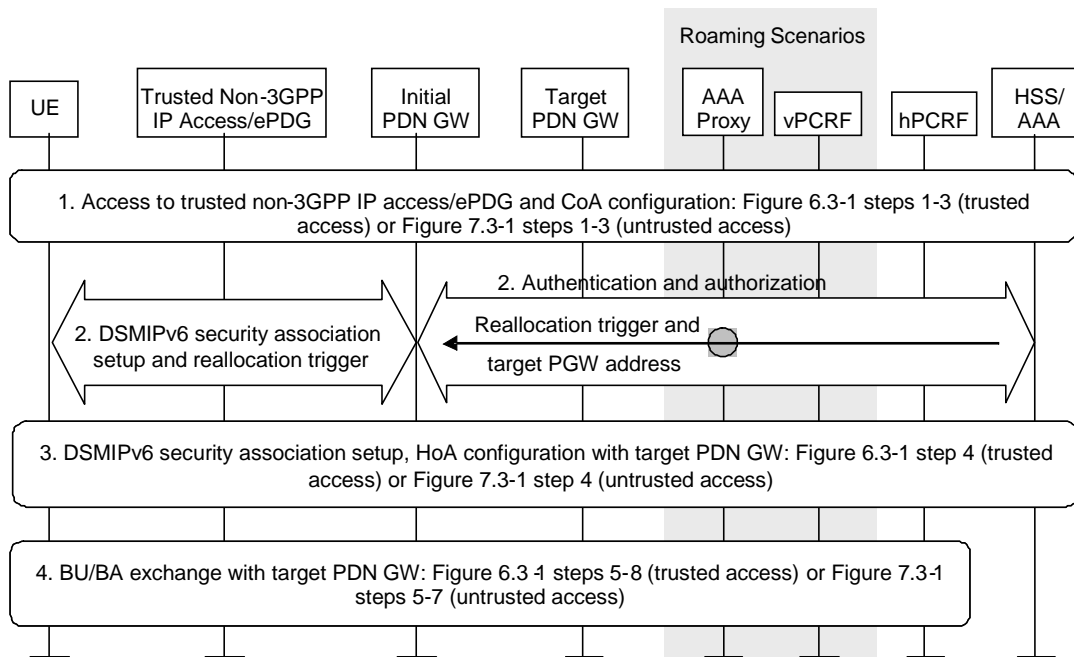 Roaming Scenarios
UE
Trusted Non-3GPP
IP Access/ePDG
Initial
PDN GW
Target
PDN GW
AAA
Proxy
vPCRF
hPCRF
HSS/
AAA
1. Access to trusted non-3GPP IP access/ePDG and CoA configuration: Figure 6.3-1 steps 1-3 (trusted
access) or Figure 7.3-1 steps 1-3 (untrusted access)
2. Authentication and authorization
2. DSMIPv6 security association
setup and reallocation trigger
Reallocation trigger and
target PGW address
3. DSMIPv6 security association setup, HoA configuration with target PDN GW: Figure 6.3-1 step 4 (trusted
access) or Figure 7.3-1 step 4 (untrusted access)
4. BU/BA exchange with target PDN GW: Figure 6.3-1 steps 5-8 (trusted access) or Figure 7.3-1
steps 5-7 (untrusted access)